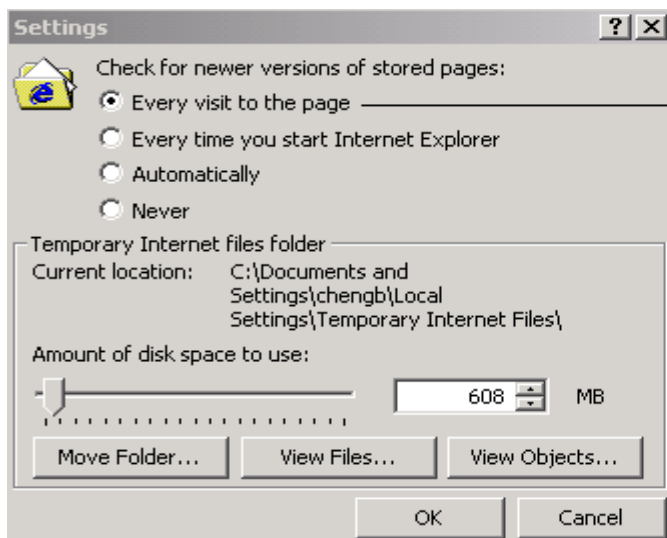 Settings
Check for newer versions of stored pages:
Every visit to the page
Every time you start Internet Explorer
Automatically
Never
Temporary Internet files folder
Current location: C:\Documents and
Settings\chengb\Local
Settings\Temporary Internet Files\
Amount of disk space to use:
608 MB
Move Folder... View Files... View Objects...
OK Cancel